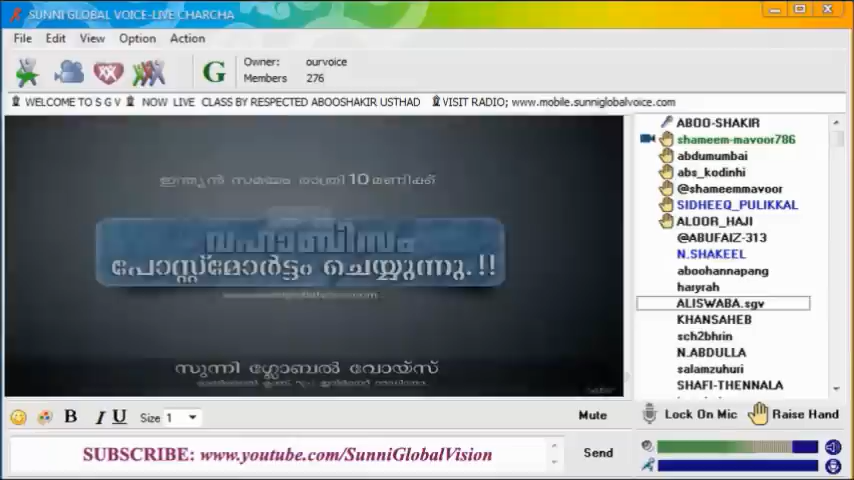 SUNNI GLOBAL VOICE-LIVE CHARCHA
File Edit View Option Action
Owner: ourvoice
Members 276
WELCOME TO S G V NOW LIVE CLASS BY RESPECTED ABOOSHAKIR USTHAD VISIT RADIO; www.mobile.sunniglobalvoice.com
ഇന്ത്യൻ സമയം രാത്രി 10 മണിക്ക്
വഹാബിസം
പോസ്റ്റ്മോർട്ടം ചെയ്യുന്നു.!!
സുന്നി ഗ്ലോബൽ വോയ്സ്
ABOO-SHAKIR
shameem-mavoor786
abdumumbai
abs_kodinhi
@shameemmavoor
SIDHEEQ_PULIKKAL
ALOOR_HAJI
@ABUFAIZ-313
N.SHAKEEL
aboohannapang
haryrah
ALISWABA.sgv
KHANSAHEB
sch2bhrin
N.ABDULLA
salamzuhuri
SHAFI-THENNALA
B I U Size 1 Mute
Lock On Mic Raise Hand
SUBSCRIBE: www.youtube.com/SunniGlobalVision
Send